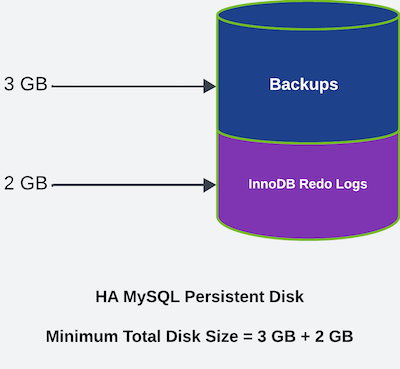 3 GB
Backups
2 GB
InnoDB Redo Logs
HA MySQL Persistent Disk
Minimum Total Disk Size = 3 GB + 2 GB